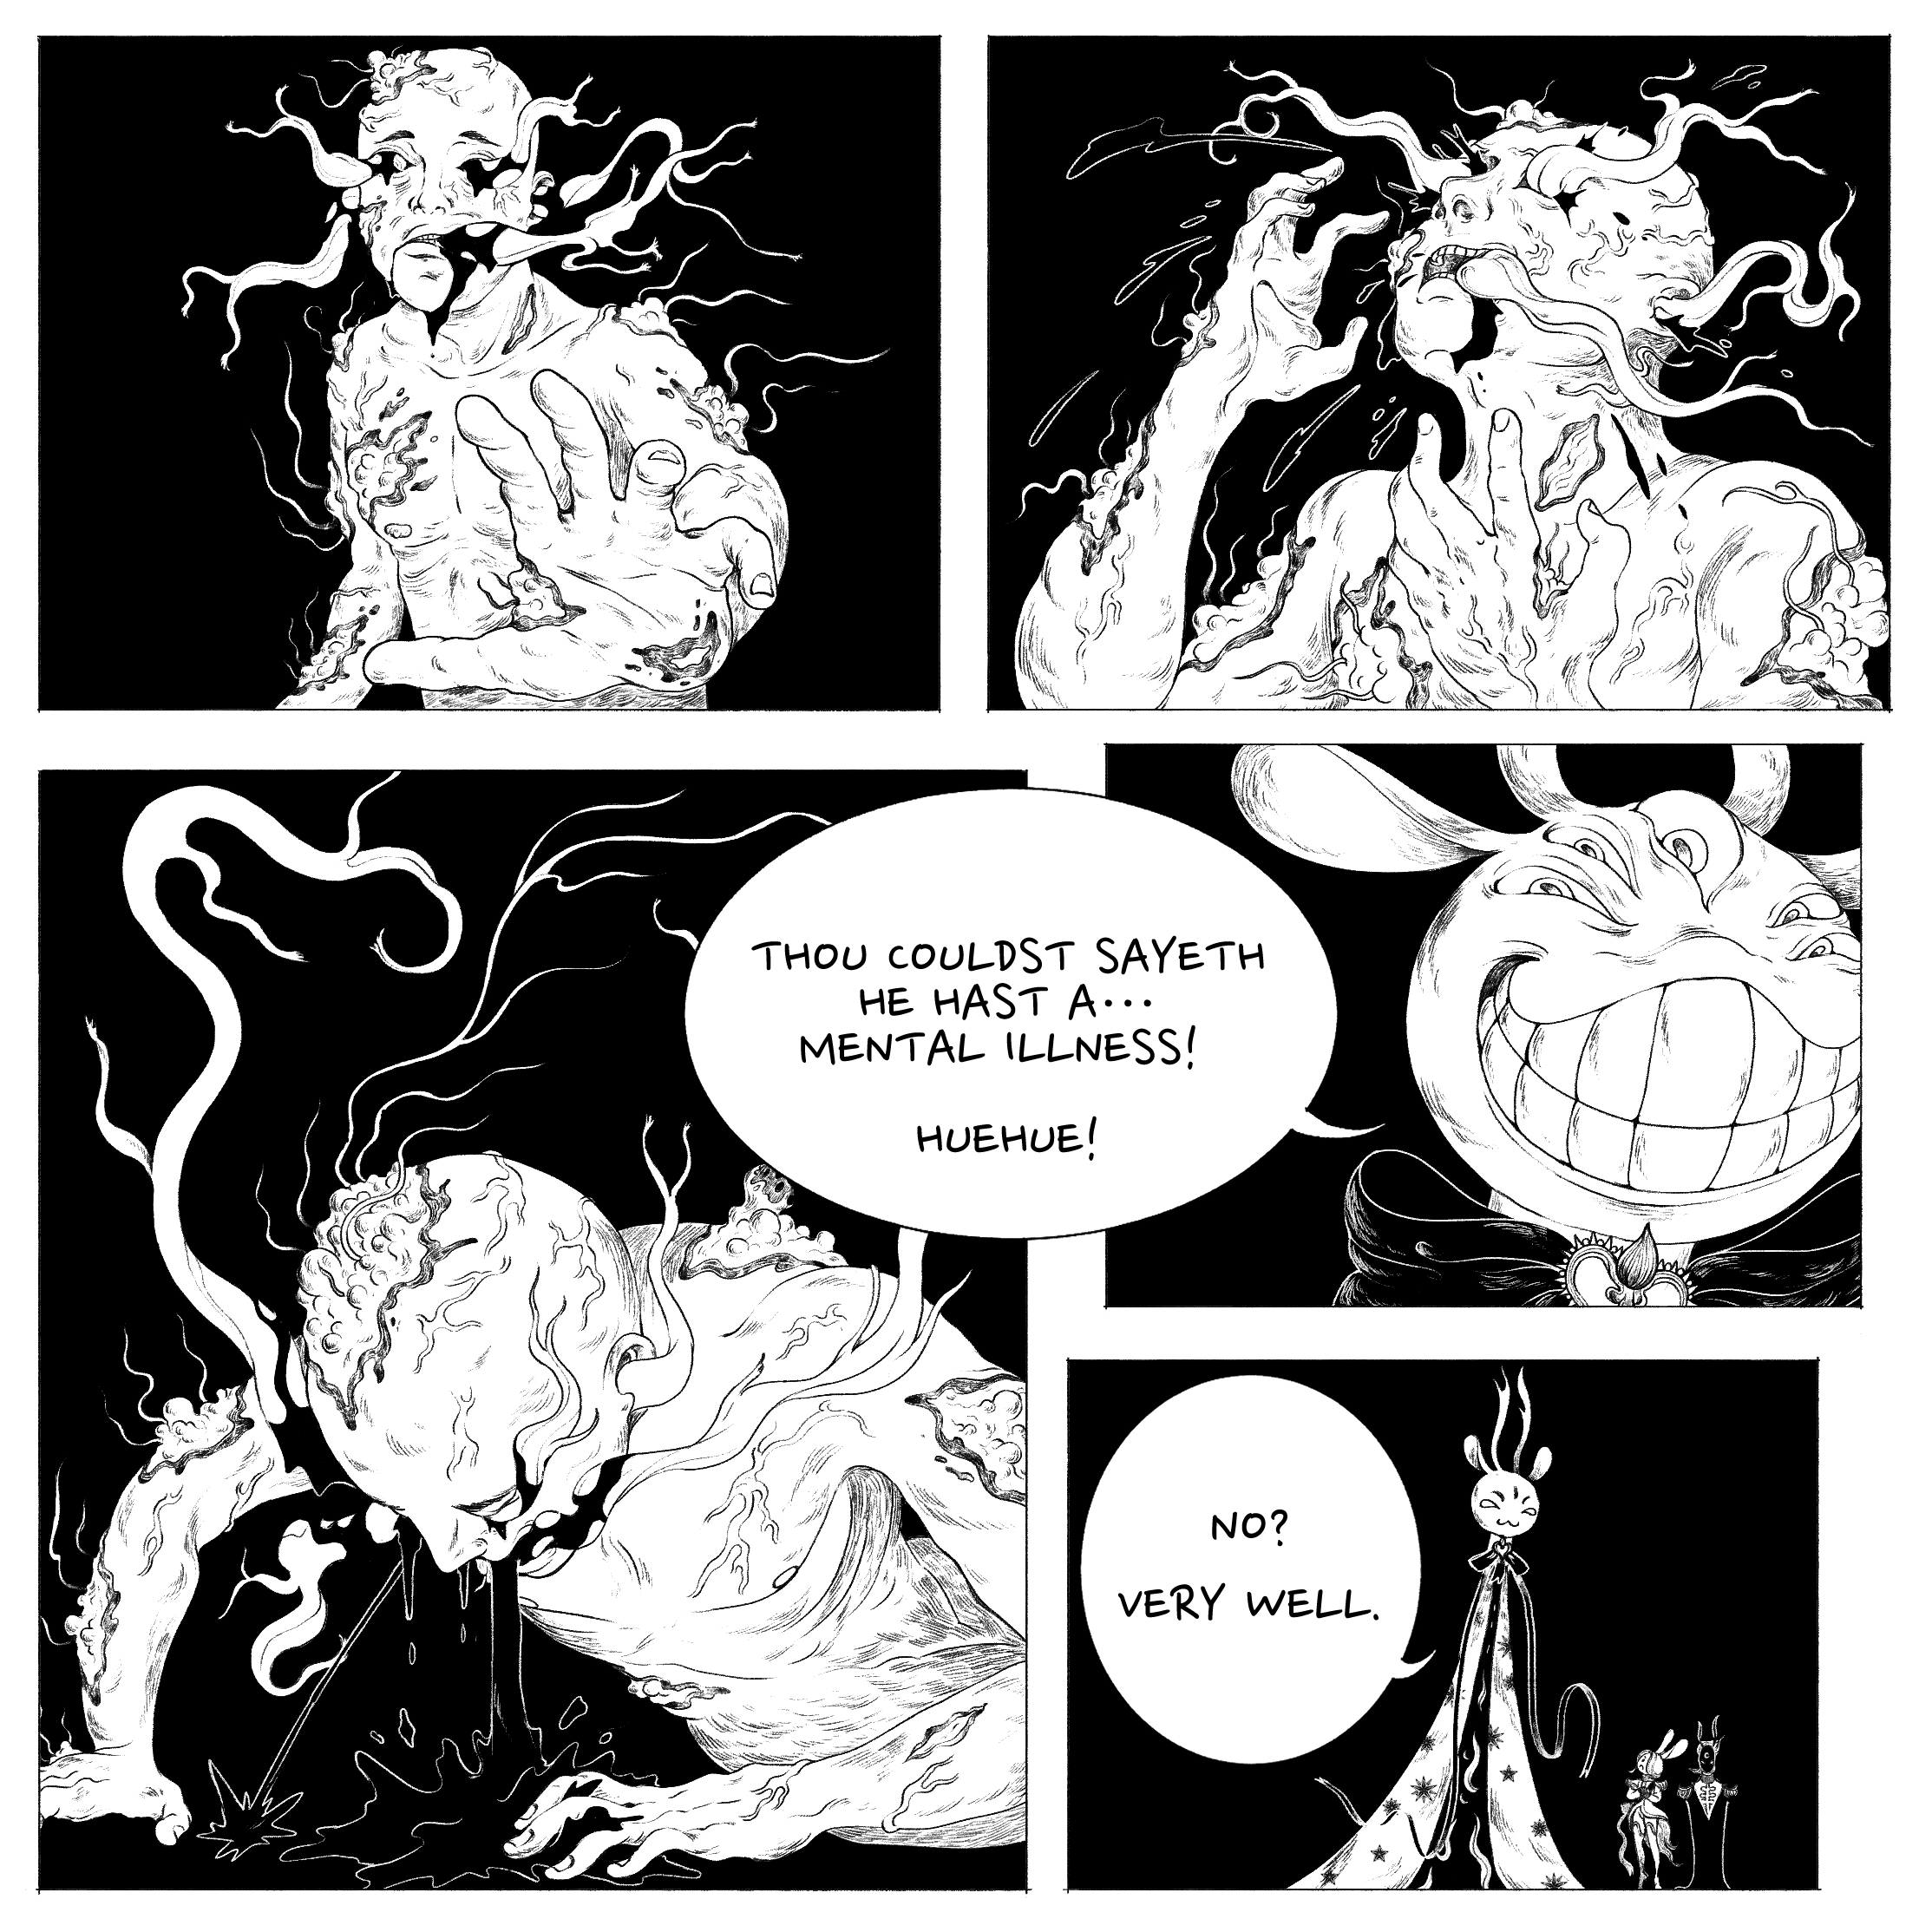 THOU COULDST SAYETH
HE HAST A...
MENTAL ILLNESS!
HUEHUE!
NO?
VERY WELL.